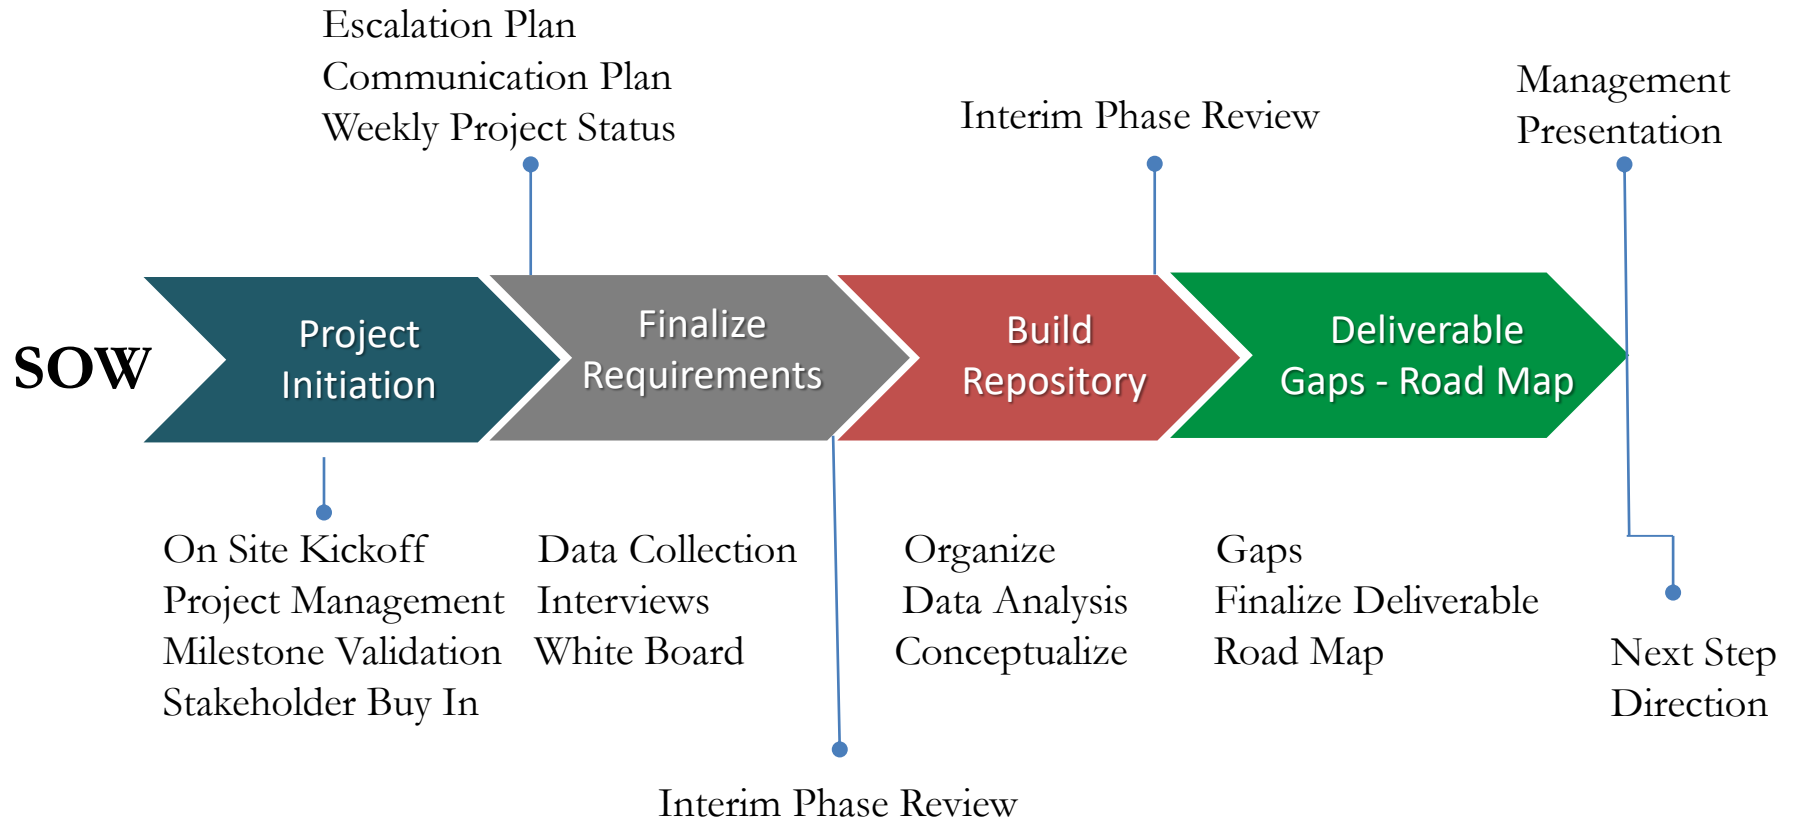 Escalation Plan
Communication Plan
Weekly Project Status
Interim Phase Review
Management
Presentation
SOW
Project
Initiation
Finalize
Requirements
Build
Repository
Deliverable
Gaps - Road Map
On Site Kickoff
Project Management
Milestone Validation
Stakeholder Buy In
Data Collection
Interviews
White Board
Organize
Data Analysis
Conceptualize
Gaps
Finalize Deliverable
Road Map
Next Step
Direction
Interim Phase Review